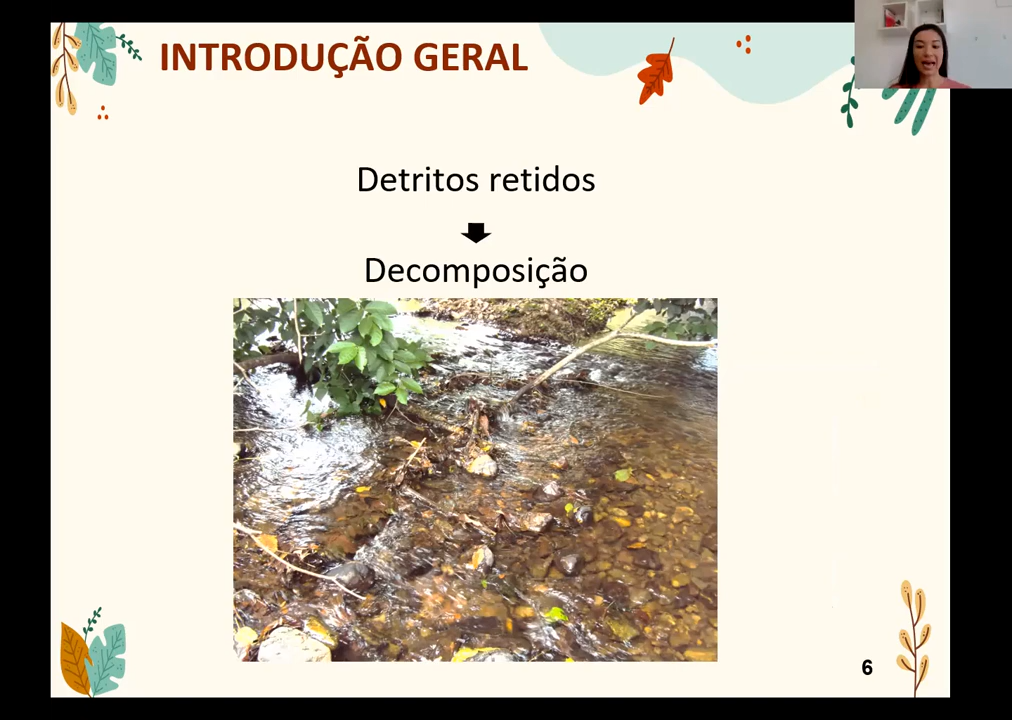 INTRODUÇÃO GERAL
Detritos retidos
Decomposição
6